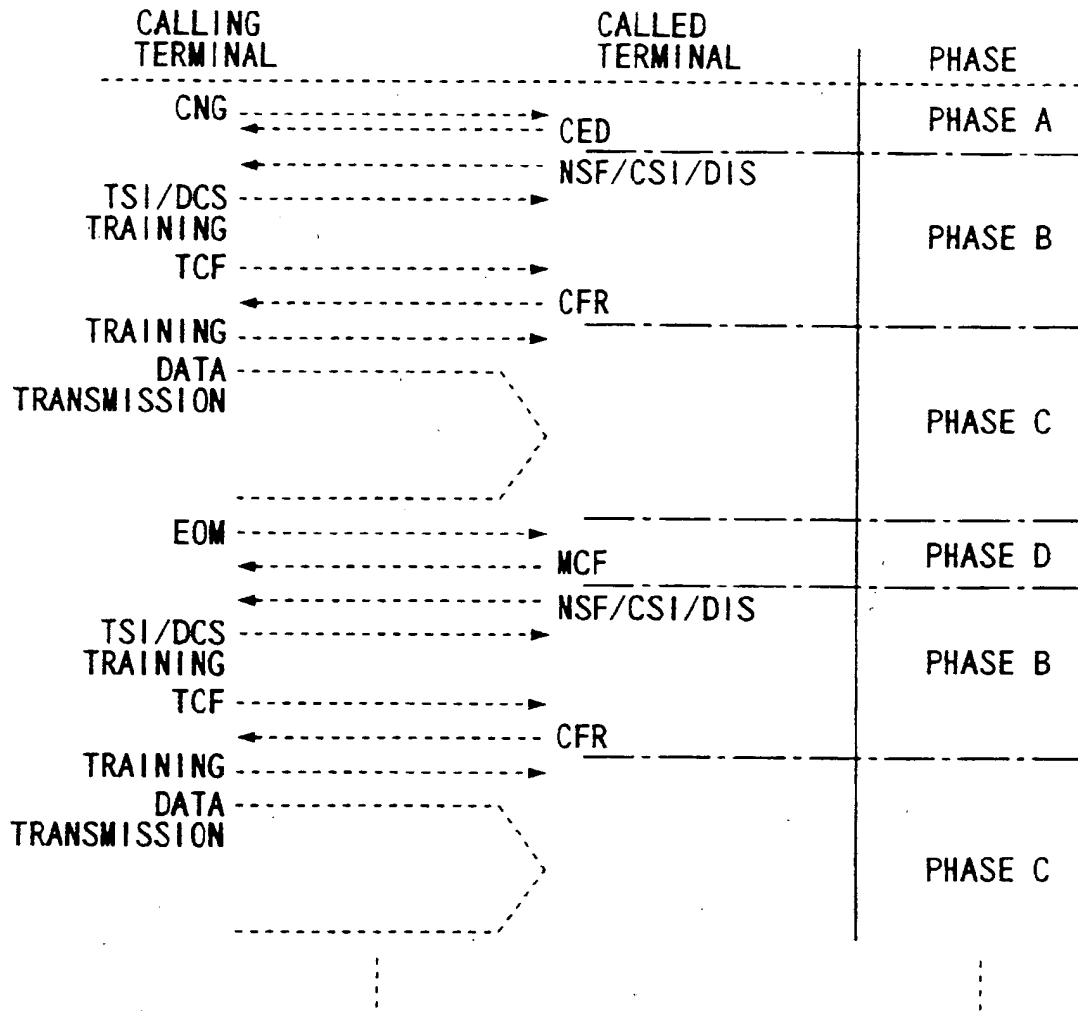 CALLING TERMINAL
CALLED TERMINAL
PHASE
CNG
CED
PHASE A
NSF/CSI/DIS
TSI/DCS
TRAINING
PHASE B
TCF
CFR
TRAINING
DATA
TRANSMISSION
PHASE C
EOM
MCF
PHASE D
NSF/CSI/DIS
TSI/DCS
TRAINING
PHASE B
TCF
CFR
TRAINING
DATA
TRANSMISSION
PHASE C